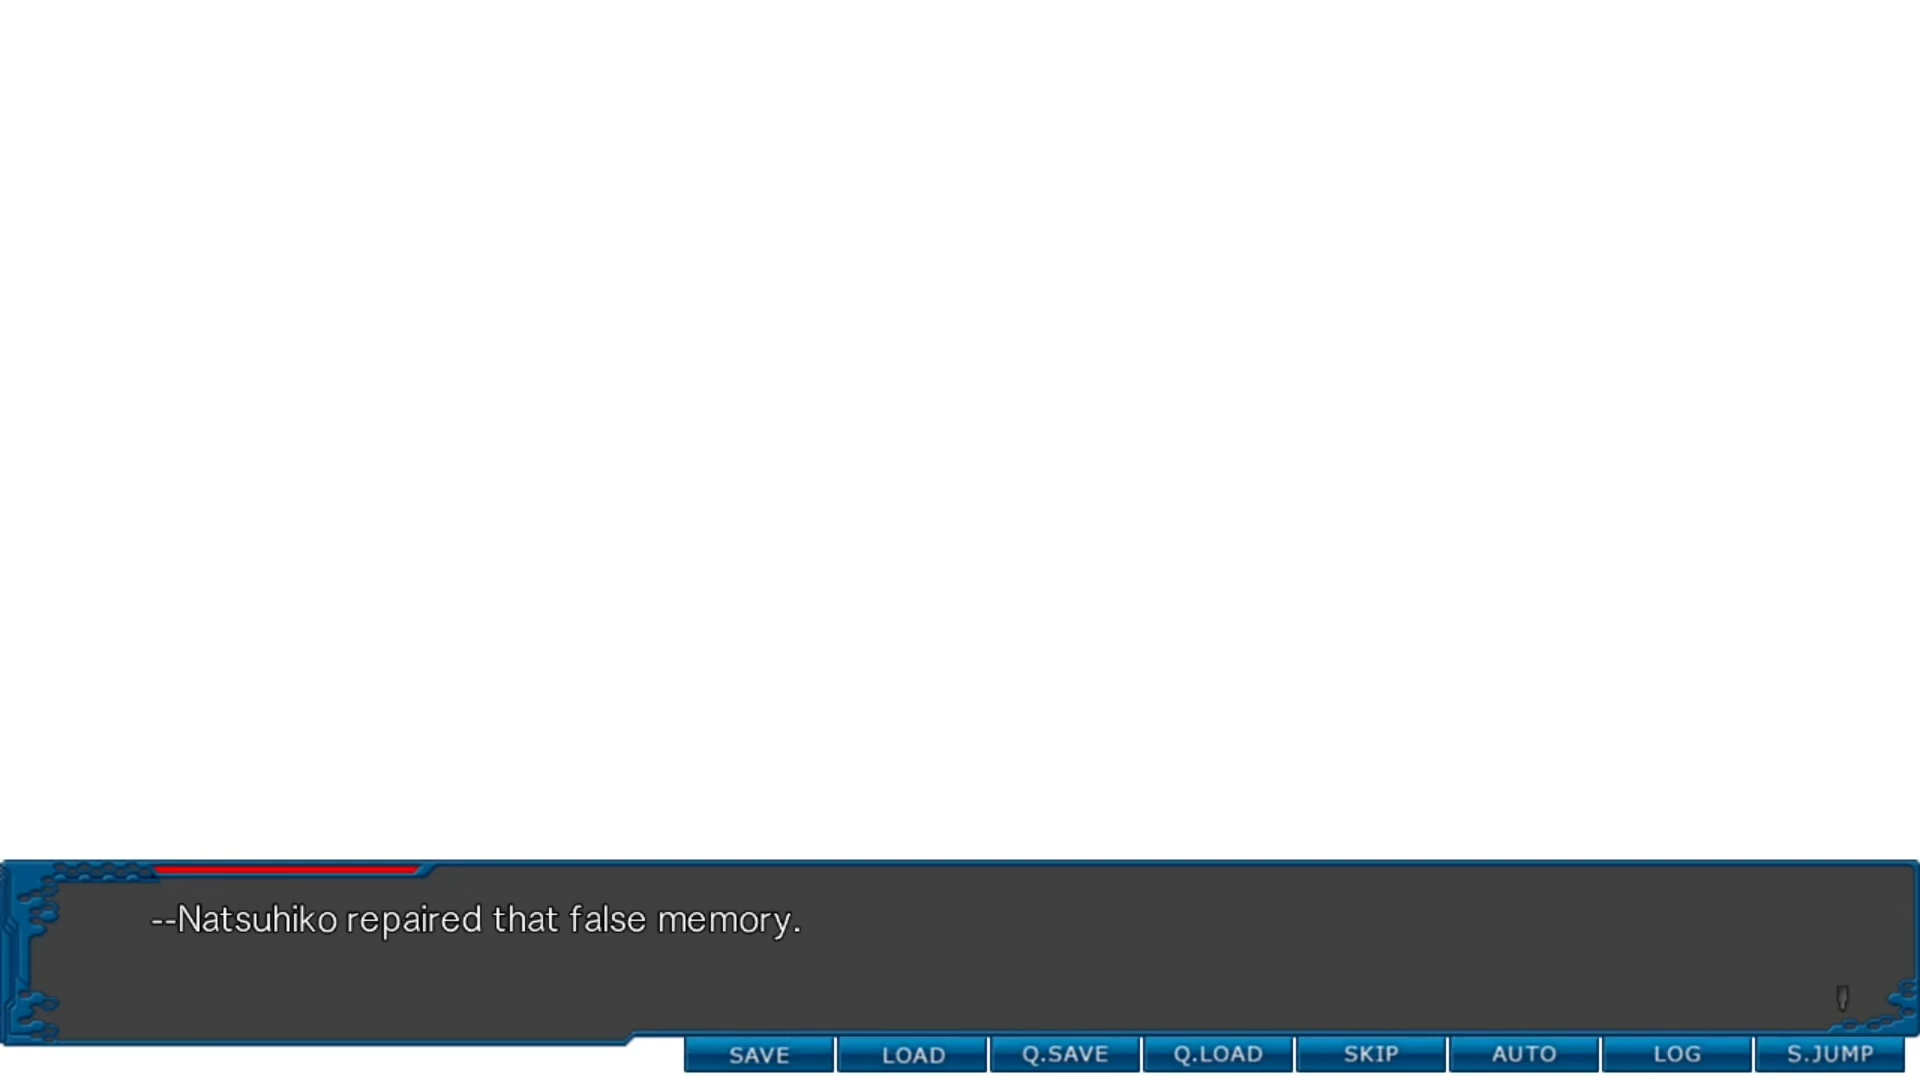 --Natsuhiko repaired that false memory.
SAVE LOAD Q.SAVE Q.LOAD SKIP AUTO LOG S.JUMP